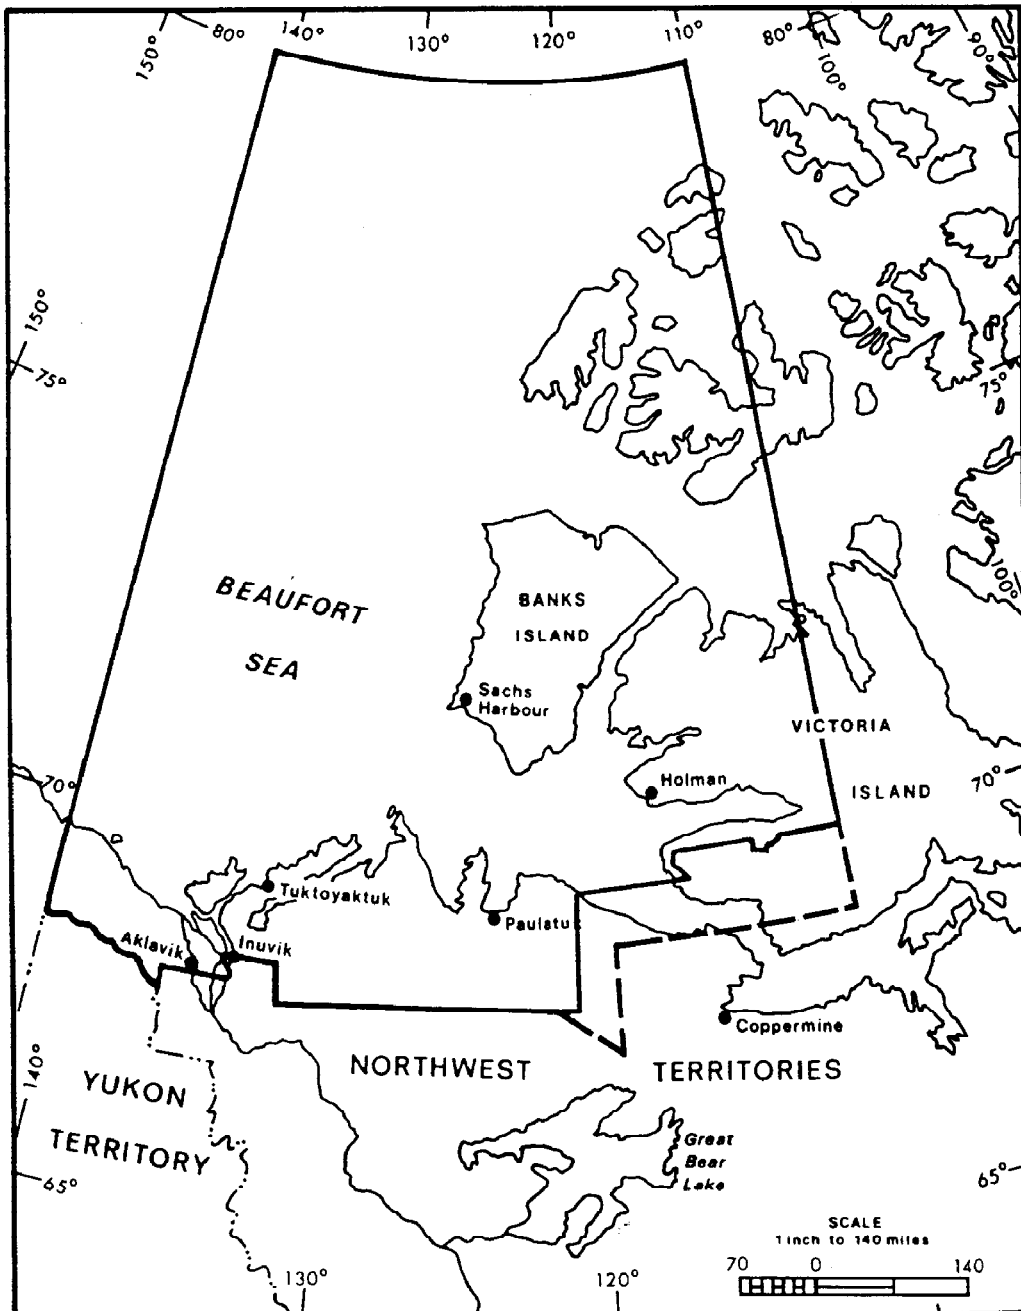 150°
80°
140°
130°
120°
110°
80°
100°
90°
150°
75°
75°
100°
BEAUFORT
SEA
BANKS
ISLAND
Sachs
Harbour
VICTORIA
ISLAND
Holman
70°
70°
Tuktoyaktuk
Paulatuk
Aklavik
Inuvik
Coppermine
NORTHWEST TERRITORIES
140°
YUKON
TERRITORY
Great
Bear
Lake
65°
65°
SCALE
1 inch to 140 miles
70 0 140
130°
120°